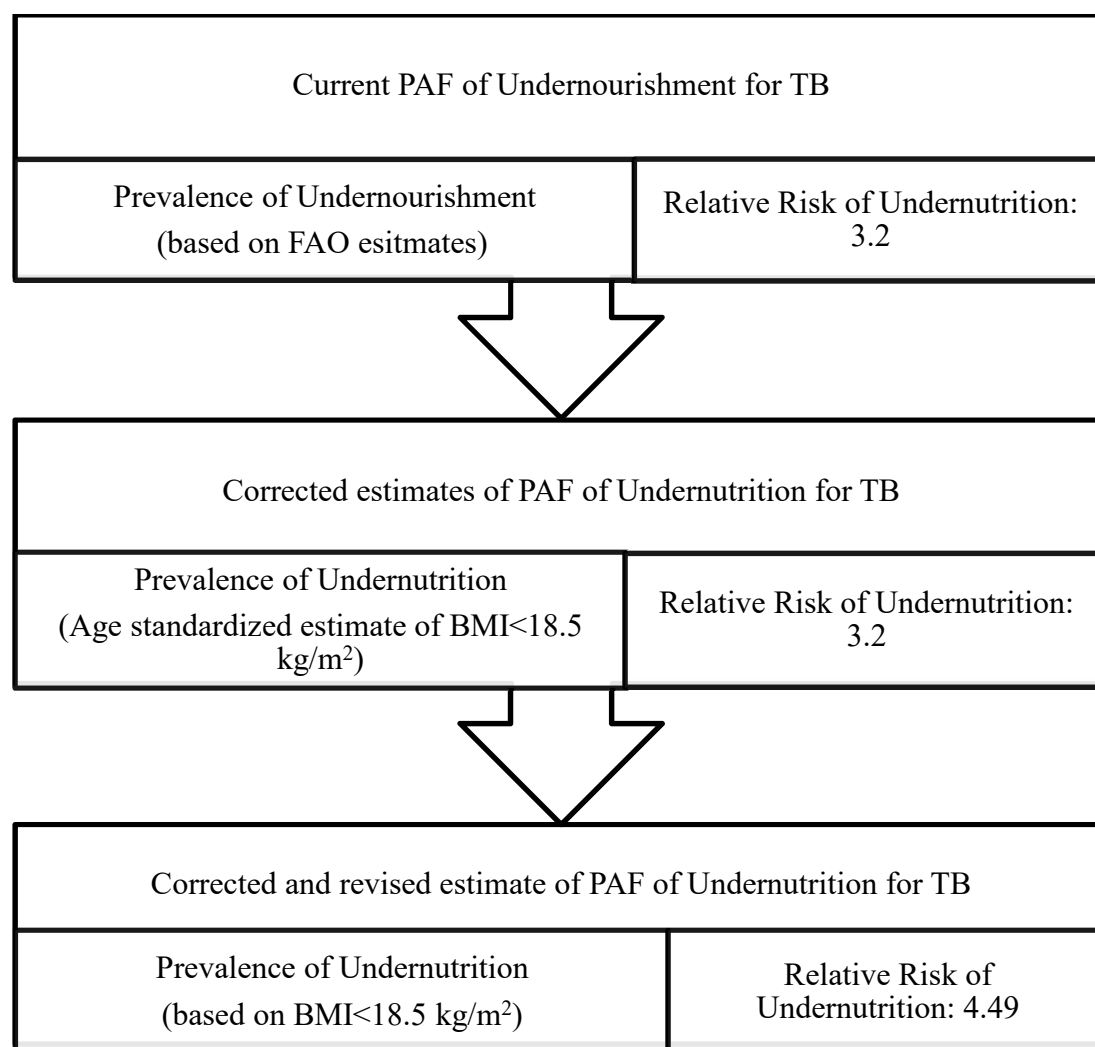 Current PAF of Undernourishment for TB
Prevalence of Undernourishment
(based on FAO esitmates)
Relative Risk of Undernutrition:
3.2
Corrected estimates of PAF of Undernutrition for TB
Prevalence of Undernutrition
(Age standardized estimate of BMI<18.5
kg/m²)
Relative Risk of Undernutrition:
3.2
Corrected and revised estimate of PAF of Undernutrition for TB
Prevalence of Undernutrition
(based on BMI<18.5 kg/m²)
Relative Risk of
Undernutrition: 4.49